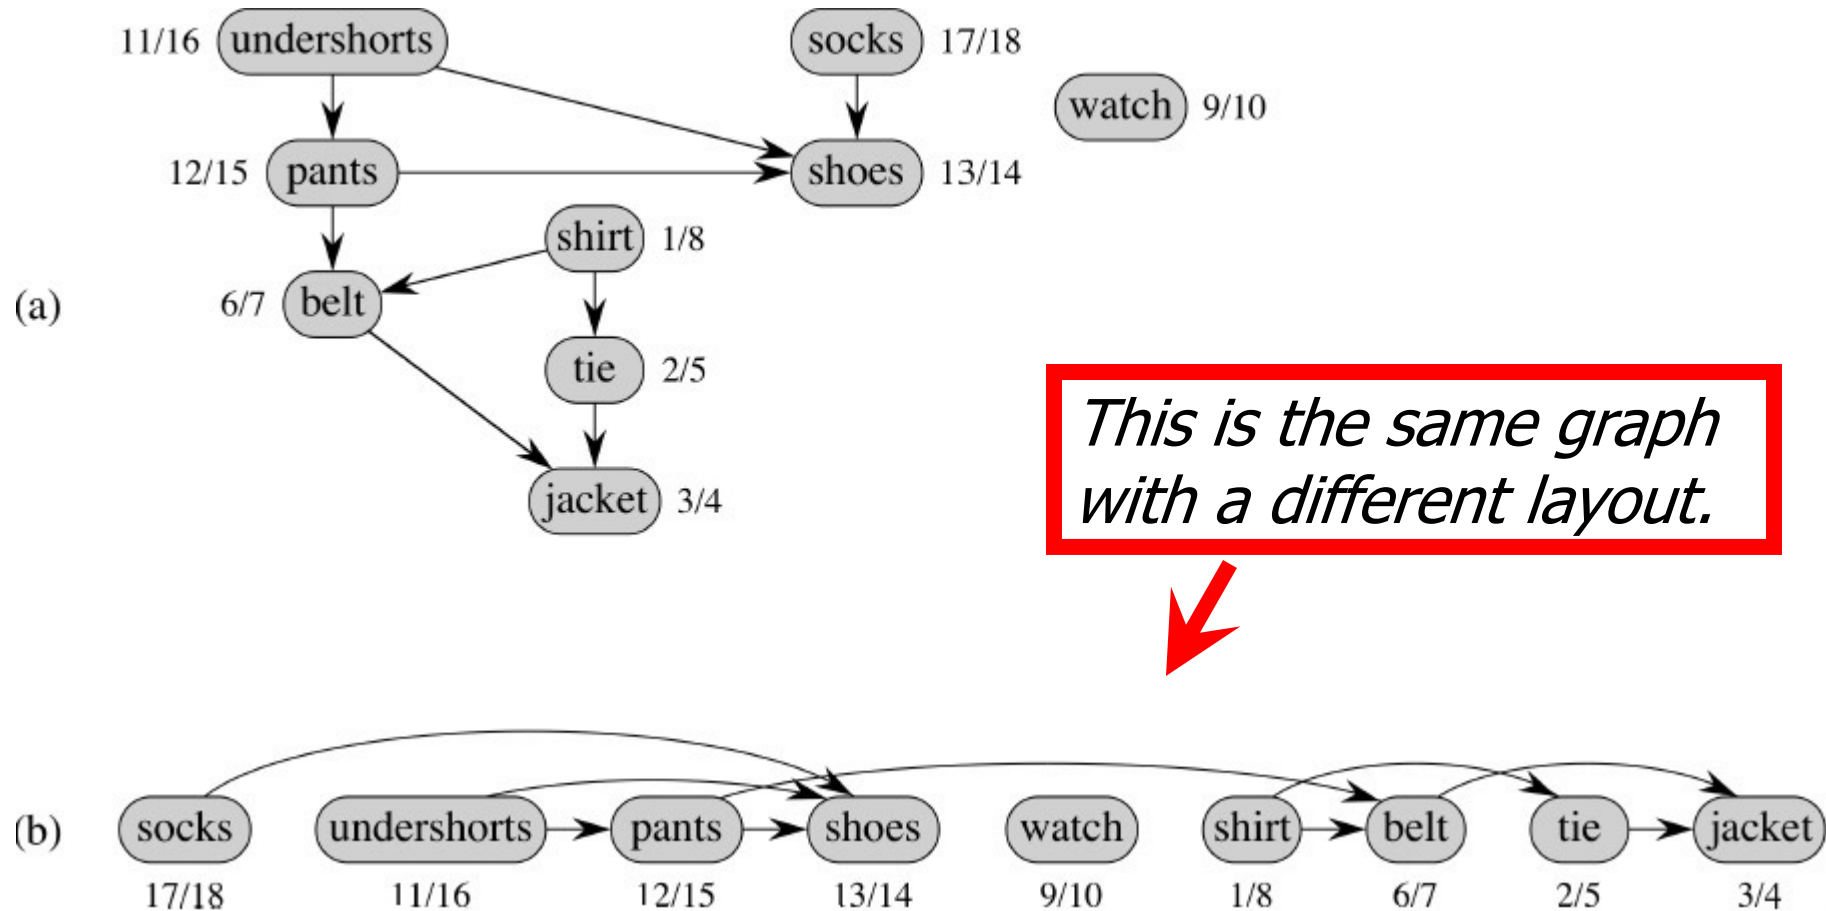 11/16 undershorts socks 17/18
watch 9/10
12/15 pants shoes 13/14
shirt 1/8
(a) 6/7 belt
tie 2/5
This is the same graph
with a different layout.
jacket 3/4
(b) socks undershorts pants shoes watch shirt belt tie jacket
17/18 11/16 12/15 13/14 9/10 1/8 6/7 2/5 3/4